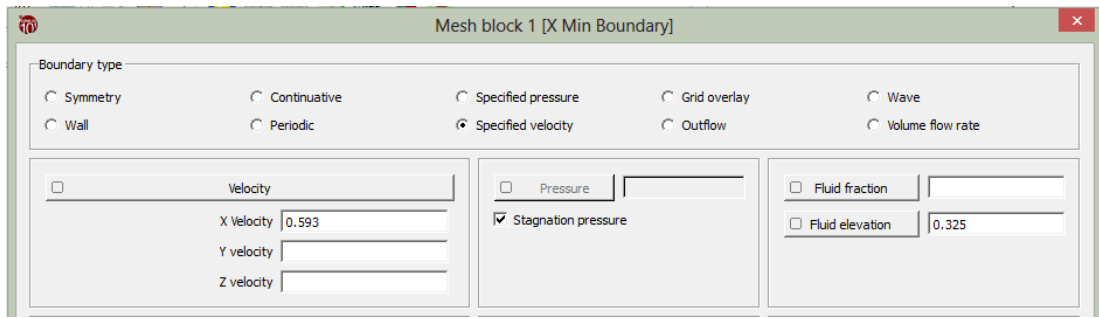 Mesh block 1 [X Min Boundary]
Boundary type
Symmetry Continuative Specified pressure Grid overlay Wave
Wall Periodic Specified velocity Outflow Volume flow rate
Velocity Pressure Fluid fraction
X Velocity 0.593 Stagnation pressure Fluid elevation 0.325
Y velocity
Z velocity